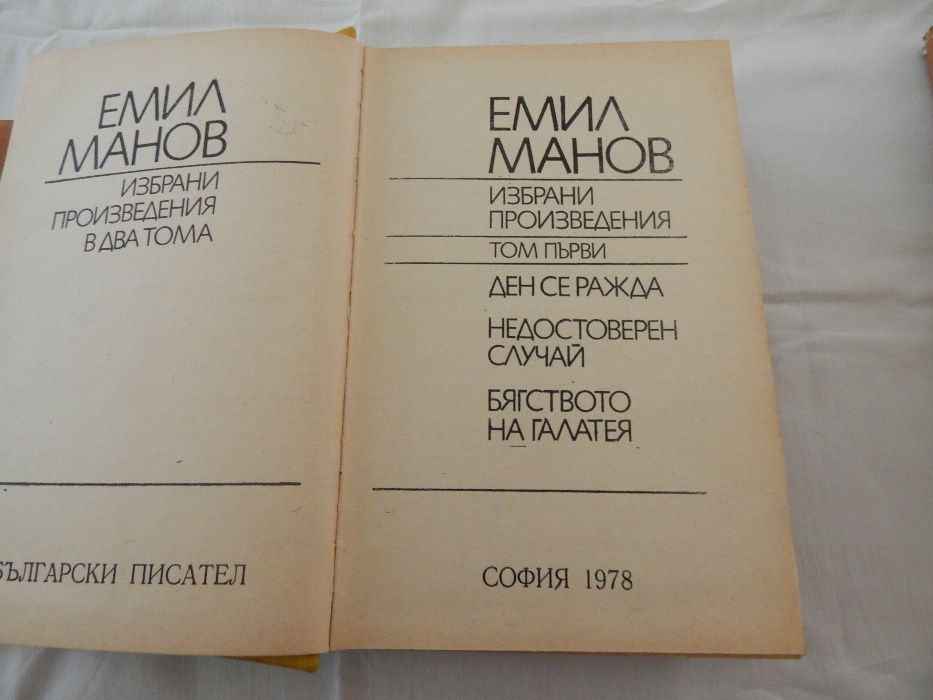 ЕМИЛ
МАНОВ
ИЗБРАНИ
ПРОИЗВЕДЕНИЯ
В ДВА ТОМА
БЪЛГАРСКИ ПИСАТЕЛ
ЕМИЛ
МАНОВ
ИЗБРАНИ
ПРОИЗВЕДЕНИЯ
ТОМ ПЪРВИ
ДЕН СЕ РАЖДА
НЕДОСТОВЕРЕН
СЛУЧАЙ
БЯГСТВОТО
НА ГАЛАТЕЯ
СОФИЯ 1978